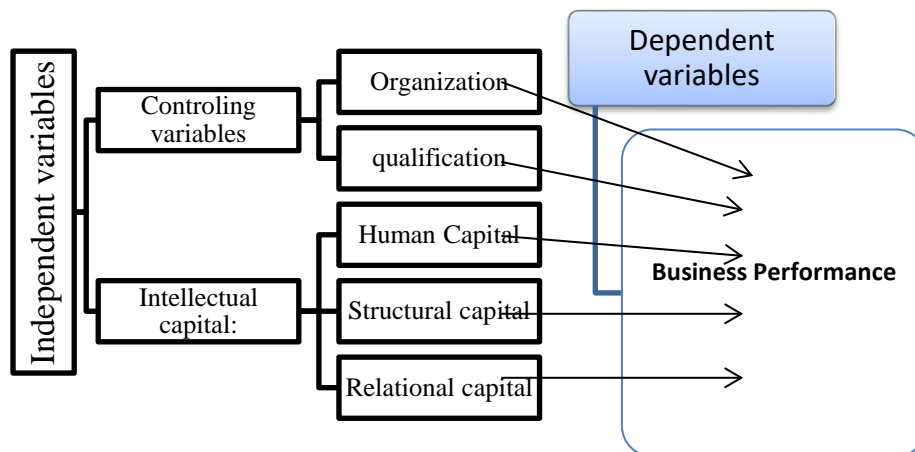 Independent variables
Controling
variables
Intellectual
capital:
Organization
qualification
Human Capital
Structural capital
Relational capital
Dependent
variables
Business Performance